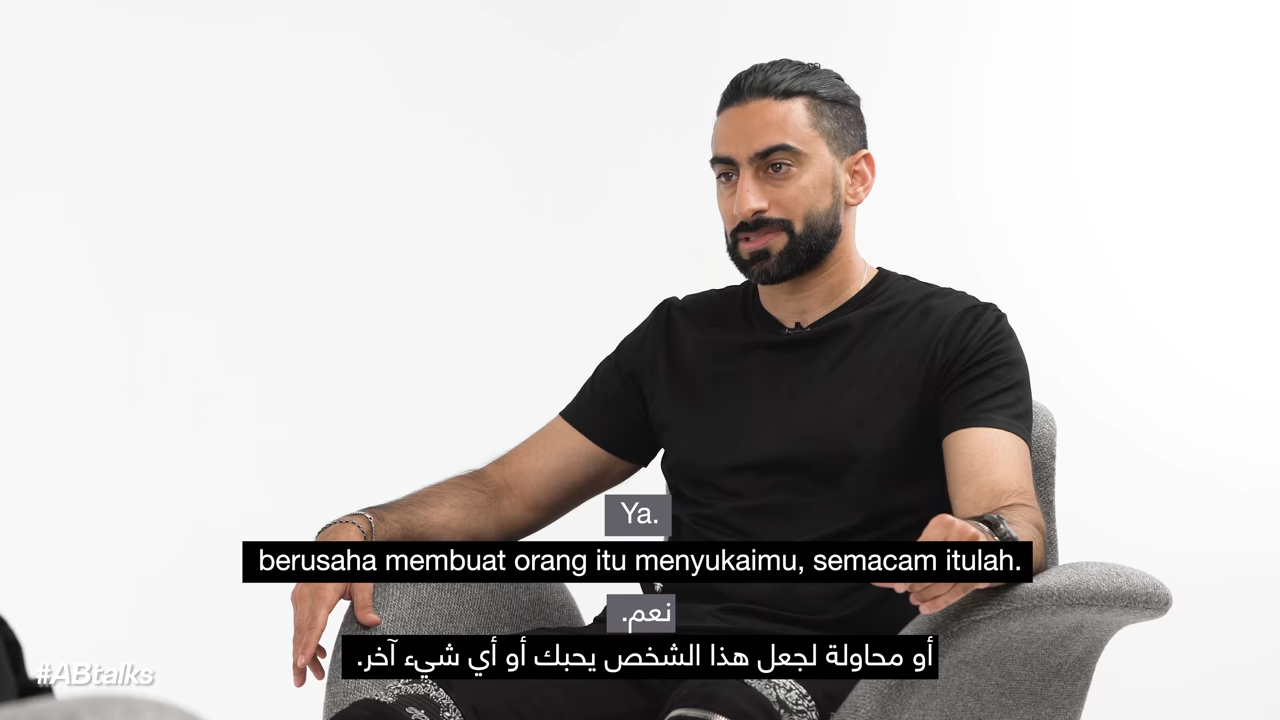 Ya.
berusaha membuat orang itu menyukaimu, semacam itulah.
نعم.
أو محاولة لجعل هذا الشخص يحبك أو أي شيء آخر.
#ABtalks